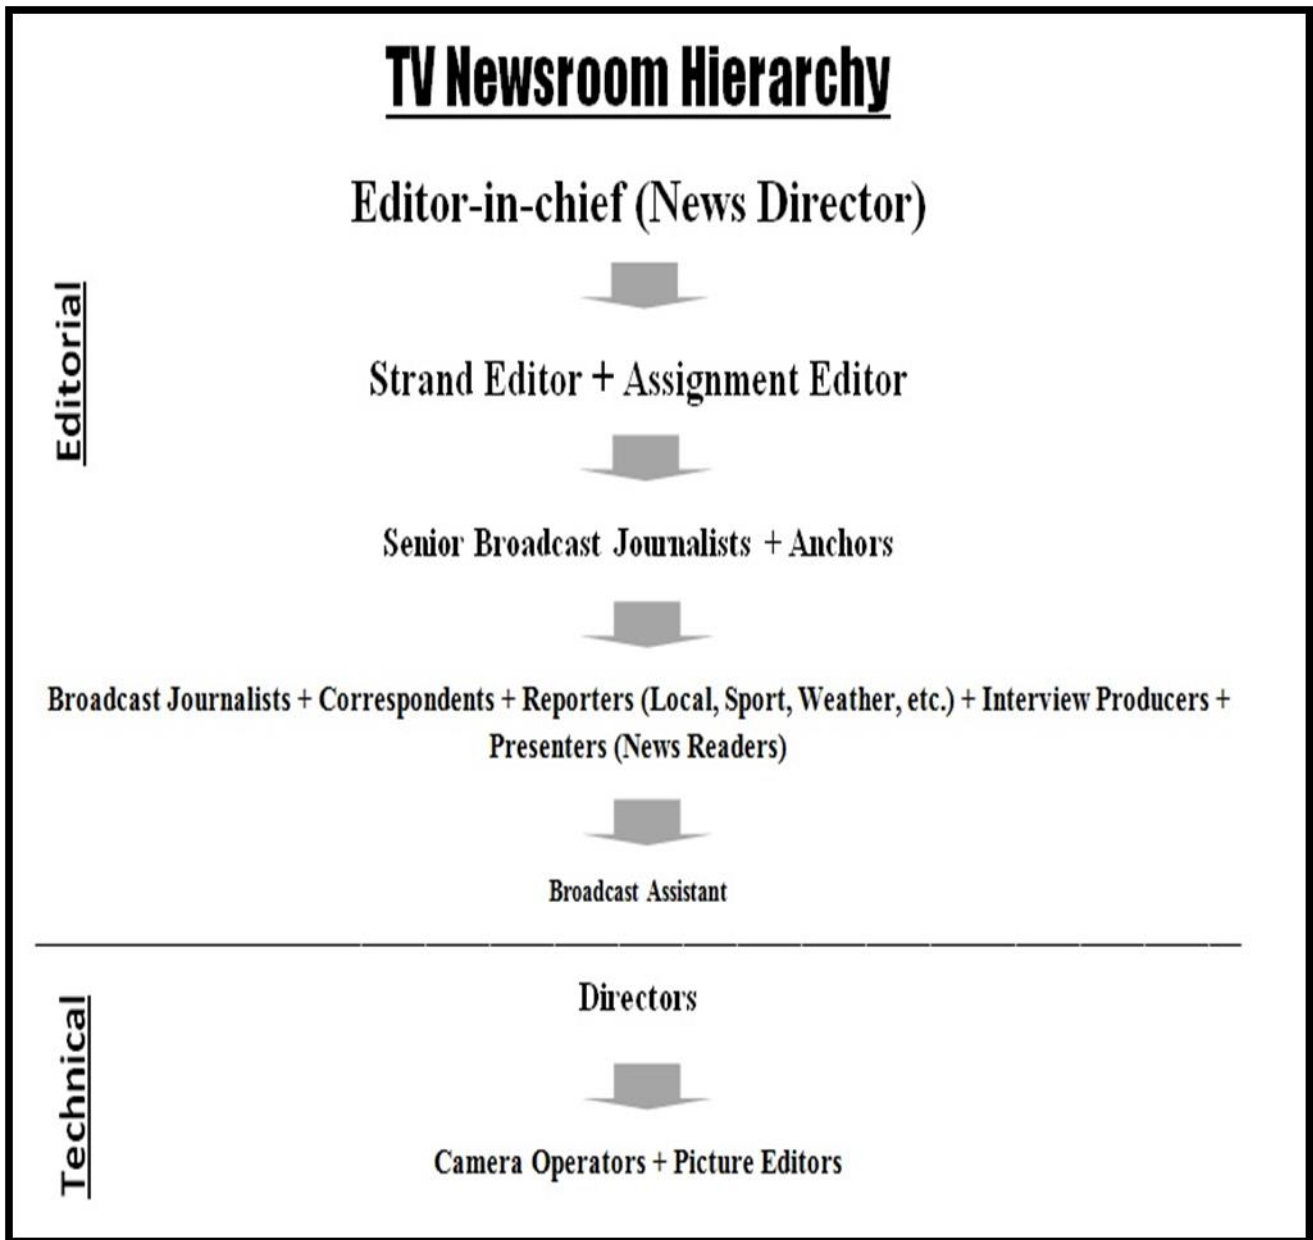 TV Newsroom Hierarchy
Editor-in-chief (News Director)
Editorial
Strand Editor + Assignment Editor
Senior Broadcast Journalists + Anchors
Broadcast Journalists + Correspondents + Reporters (Local, Sport, Weather, etc.) + Interview Producers +
Presenters (News Readers)
Broadcast Assistant
Technical
Directors
Camera Operators + Picture Editors